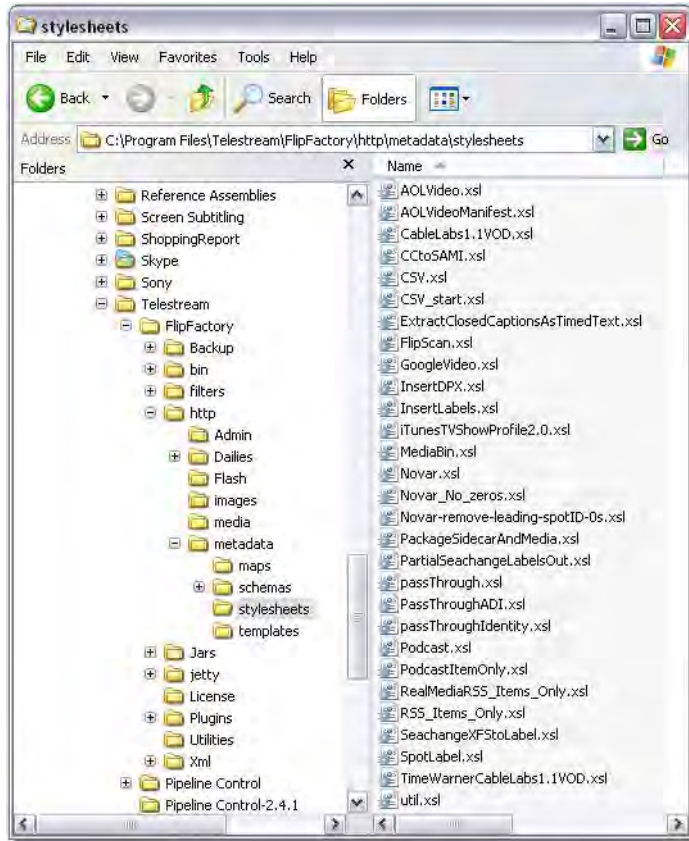 stylesheets
File Edit View Favorites Tools Help
Back Search Folders
Address C:\Program Files\Telestream\FlipFactory\http\metadata\stylesheets Go
Folders
Reference Assemblies
Screen Subtitling
ShoppingReport
Skype
Sony
Telestream
FlipFactory
Backup
bin
filters
http
Admin
Dailies
Flash
images
media
metadata
maps
schemas
stylesheets
templates
Jars
jetty
License
Plugins
Utilities
Xml
Pipeline Control
Pipeline Control-2.4.1
Name
AOLVideo.xsl
AOLVideoManifest.xsl
CableLabs1.1VOD.xsl
CCtoSAMI.xsl
CSV.xsl
CSV_start.xsl
ExtractClosedCaptionsAsTimedText.xsl
FlipScan.xsl
GoogleVideo.xsl
InsertDPX.xsl
InsertLabels.xsl
iTunesTVShowProfile2.0.xsl
MediaBin.xsl
Novar.xsl
Novar_No_zeros.xsl
Novar-remove-leading-spotID-0s.xsl
PackageSidecarAndMedia.xsl
PartialSeachangeLabelsOut.xsl
passThrough.xsl
PassThroughADI.xsl
passThroughIdentity.xsl
Podcast.xsl
PodcastItemOnly.xsl
RealMediaRSS_Items_Only.xsl
RSS_Items_Only.xsl
SeachangeXFStoLabel.xsl
SpotLabel.xsl
TimeWarnerCableLabs1.1VOD.xsl
util.xsl